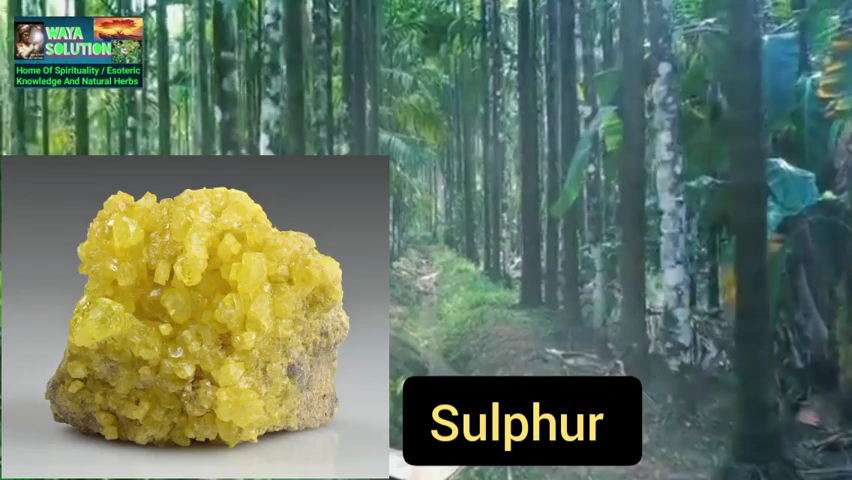 WAYA
SOLUTION
Home Of Spirituality / Esoteric
Knowledge And Natural Herbs
Sulphur